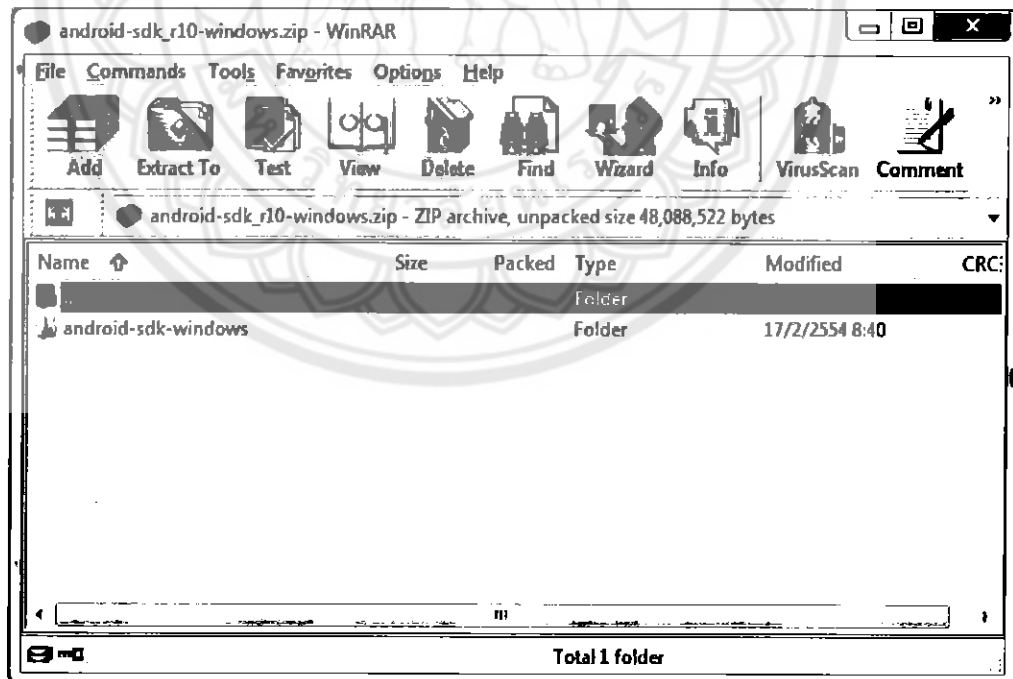 android-sdk_r10-windows.zip - WinRAR
File Commands Tools Favorites Options Help
Add Extract To Test View Delete Find Wizard Info VirusScan Comment
android-sdk_r10-windows.zip - ZIP archive, unpacked size 48,088,522 bytes
Name Size Packed Type Modified CRC3
.. Folder
android-sdk-windows Folder 17/2/2554 8:40
Total 1 folder